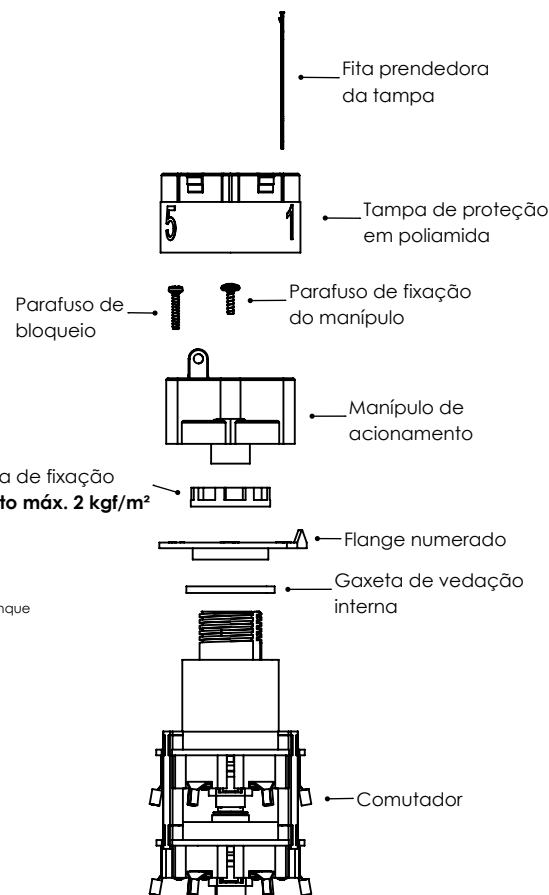 Fita prendedora
da tampa
5 1
Tampa de proteção
em poliamida
Parafuso de
bloqueio
Parafuso de fixação
do manípulo
Manípulo de
acionamento
a de fixação
to máx. 2 kgf/m²
Flange numerado
Gaxeta de vedação
interna
nque
Comutador